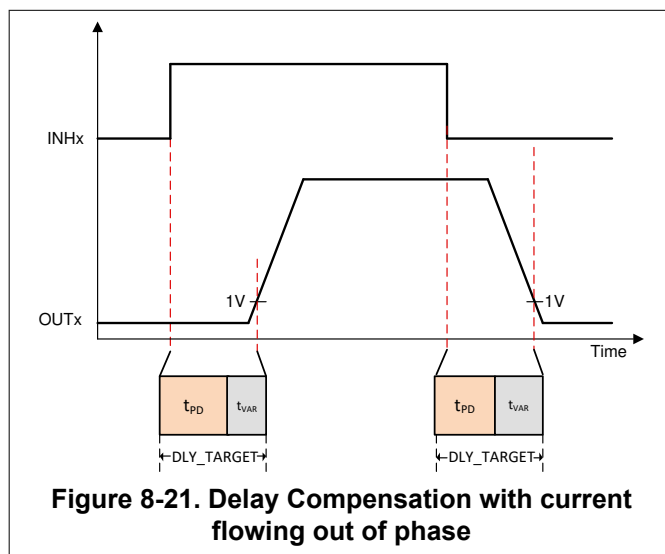 INHx
1V
1V
OUTx
Time
tPD
tVAR
tPD
tVAR
DLY_TARGET
DLY_TARGET
Figure 8-21. Delay Compensation with current
flowing out of phase